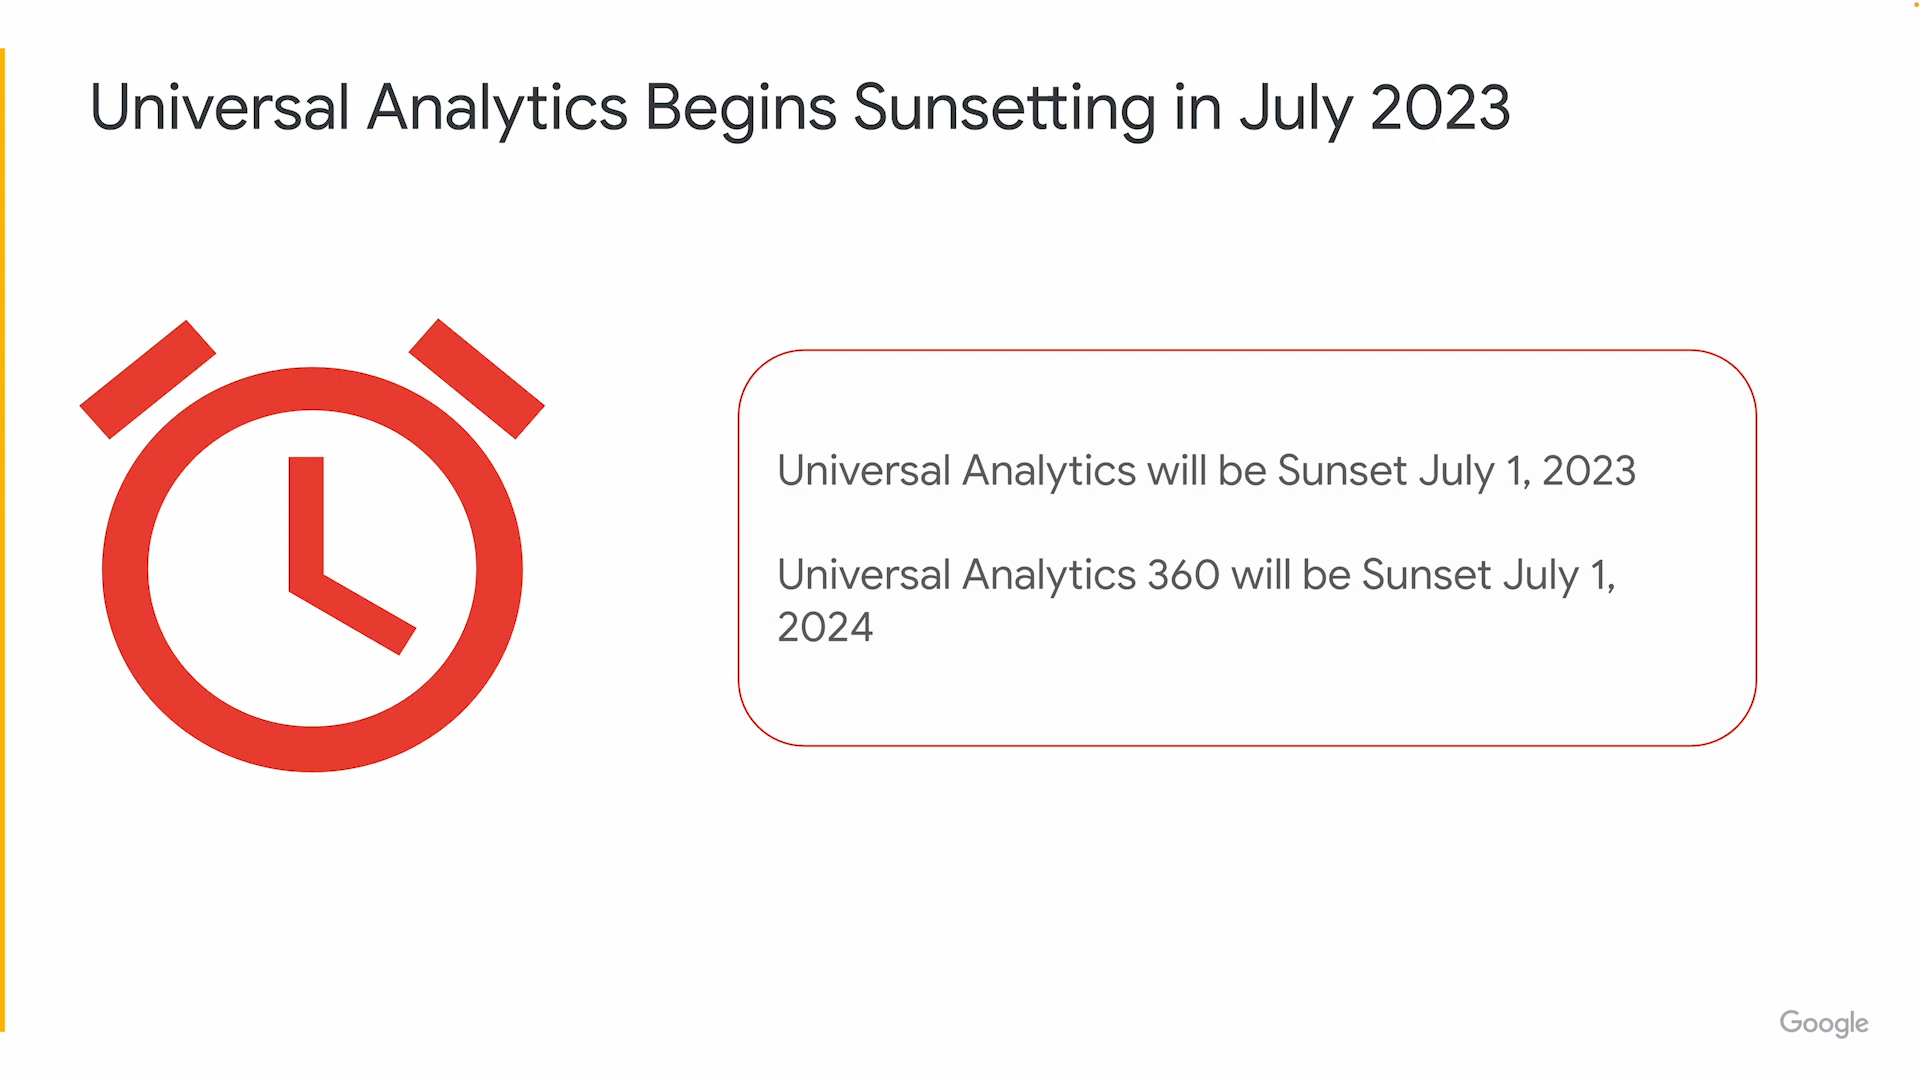 Universal Analytics Begins Sunsetting in July 2023
Universal Analytics will be Sunset July 1, 2023
Universal Analytics 360 will be Sunset July 1,
2024
Google